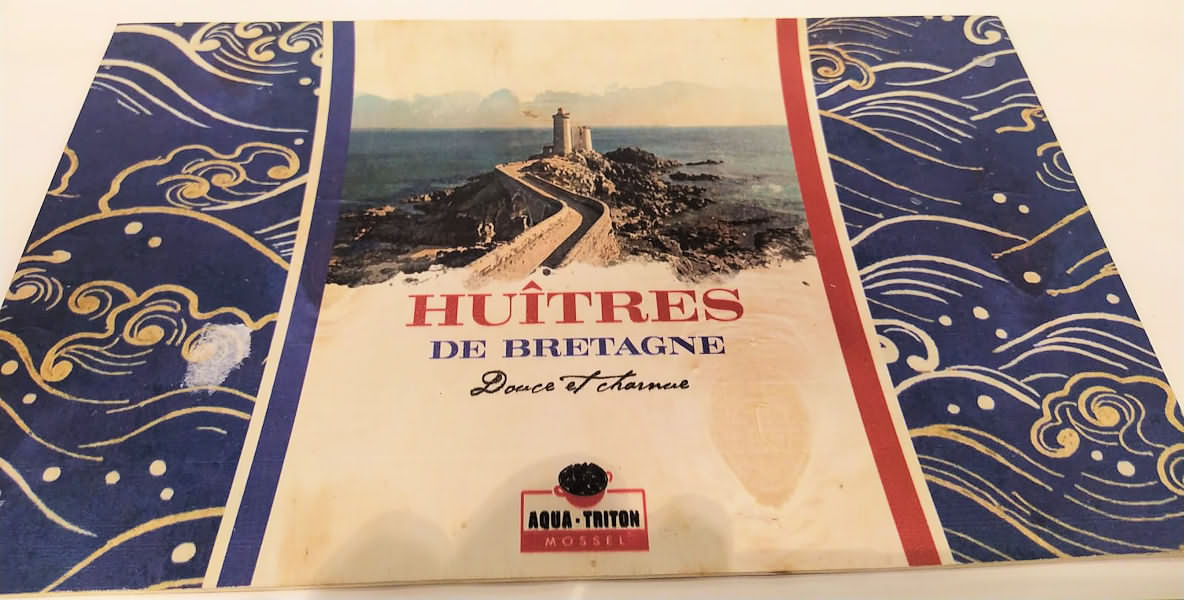 HUÎTRES
DE BRETAGNE
Douce et charnue
AQUA · TRITON
MOSSEL